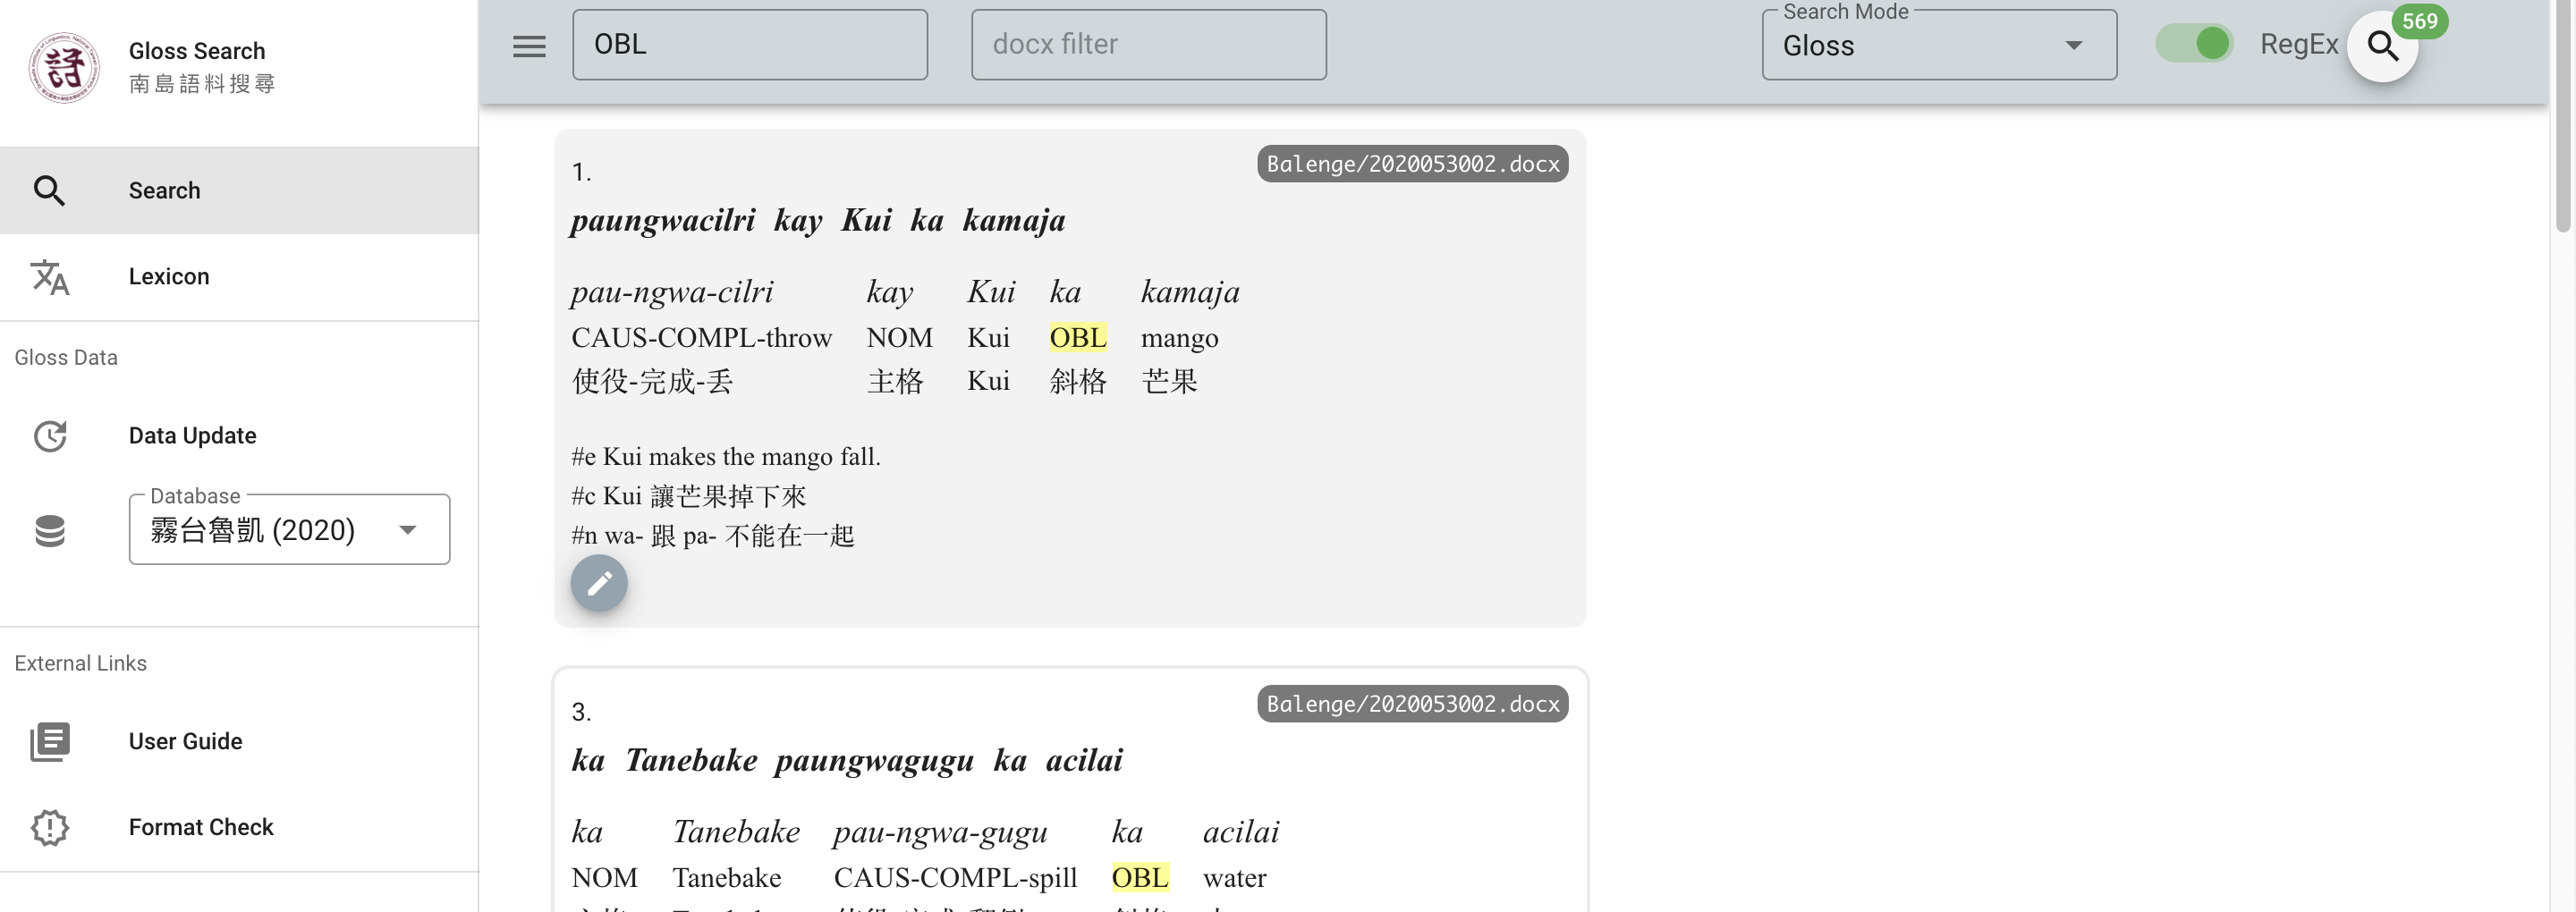 Gloss Search
南島語料搜尋
Search
Lexicon
Gloss Data
Data Update
Database
霧台魯凱 (2020)
External Links
User Guide
Format Check
OBL
docx filter
Search Mode
Gloss
RegEx
569
1.
Balenge/2020053002.docx
paungwacilri kay Kui ka kamaja
pau-ngwa-cilri kay Kui ka kamaja
CAUS-COMPL-throw NOM Kui OBL mango
使役-完成-丟 主格 Kui 斜格 芒果
#e Kui makes the mango fall.
#c Kui 讓芒果掉下來
#n wa- 跟 pa- 不能在一起
3.
Balenge/2020053002.docx
ka Tanebake paungwagugu ka acilai
ka Tanebake pau-ngwa-gugu ka acilai
NOM Tanebake CAUS-COMPL-spill OBL water